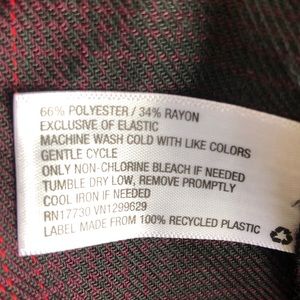 66% POLYESTER / 34% RAYON
EXCLUSIVE OF ELASTIC
MACHINE WASH COLD WITH LIKE COLORS
GENTLE CYCLE
ONLY NON-CHLORINE BLEACH IF NEEDED
TUMBLE DRY LOW, REMOVE PROMPTLY
COOL IRON IF NEEDED
RN17730 VN1299629
LABEL MADE FROM 100% RECYCLED PLASTIC